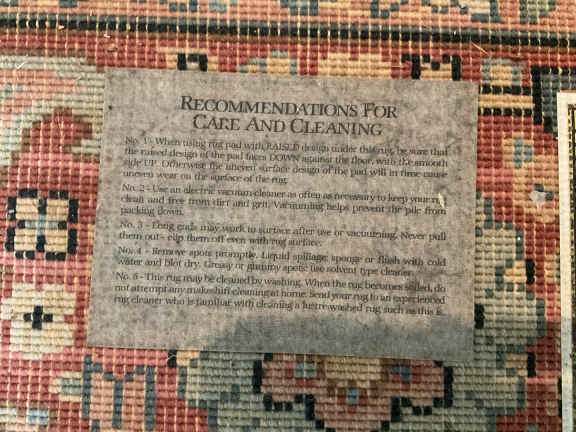 RECOMMENDATIONS FOR
CARE AND CLEANING
No. 1 - When using rug pad with RAISED design under this rug, be sure that
the raised design of the pad faces DOWN against the floor, with the smooth
side UP. Otherwise the uneven surface design of the pad will in time cause
uneven wear on the surface of the rug.
No. 2 - Use an electric vacuum cleaner as often as necessary to keep your
clean and free from dirt and grit. Vacuuming helps prevent the pile from
packing down.
No. 3 - Long ends may work to surface after use or vacuuming. Never pull
them out - clip them off even with rug surface.
No. 4 - Remove spots promptly. Liquid spillage: sponge or flush with cold
water and blot dry. Greasy or gummy spots: use solvent type cleaner.
No. 5 - This rug may be cleaned by washing. When the rug becomes soiled, do
not attempt any makeshift cleaning at home. Send your rug to an experienced
rug cleaner who is familiar with cleaning a lustre-washed rug such as this is.